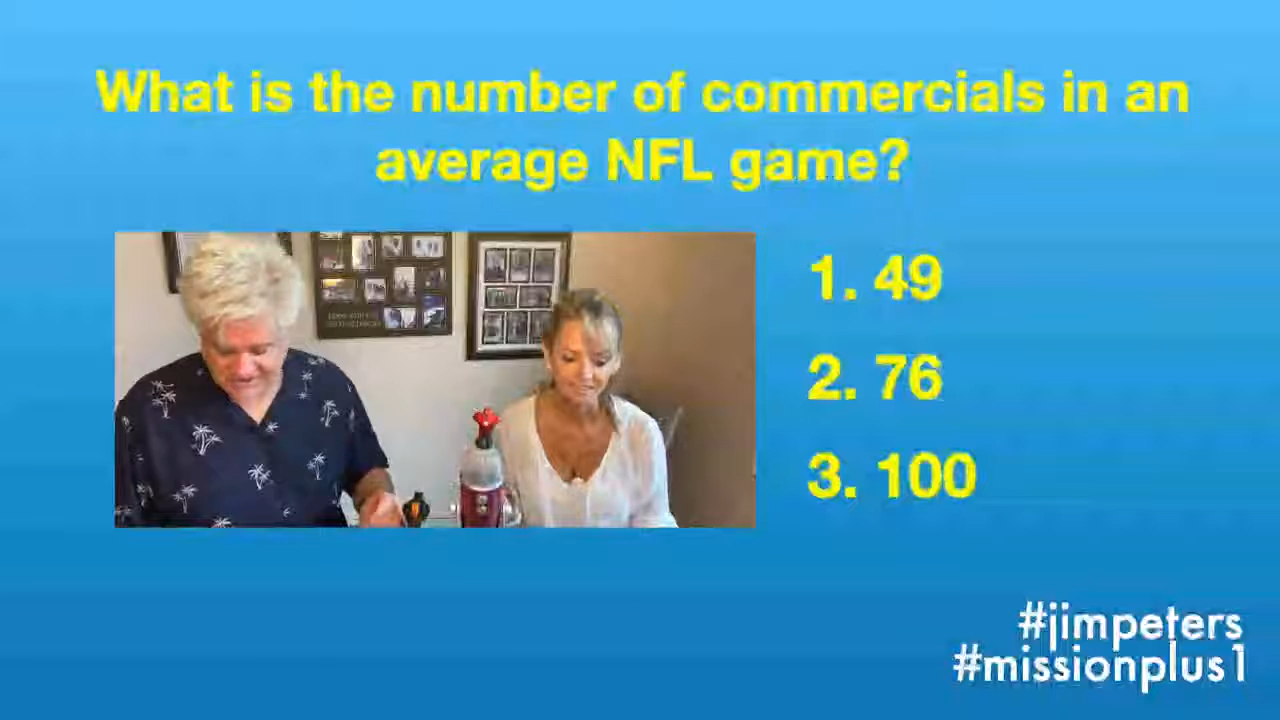 What is the number of commercials in an
average NFL game?
1. 49
2. 76
3. 100
#jimpeters
#missionplus1